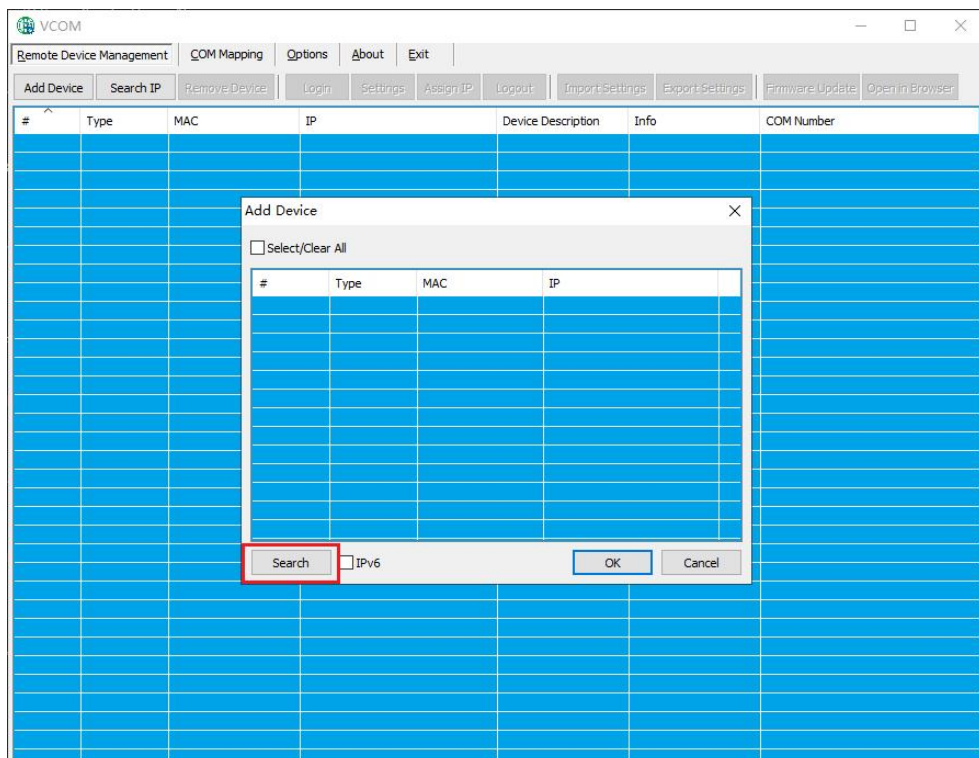 VCOM
Remote Device Management COM Mapping Options About Exit
Add Device Search IP Remove Device Login Settings Assign IP Logout Import Settings Export Settings Firmware Update Open in Browser
# Type MAC IP Device Description Info COM Number
Add Device
Select/Clear All
# Type MAC IP
Search IPv6 OK Cancel